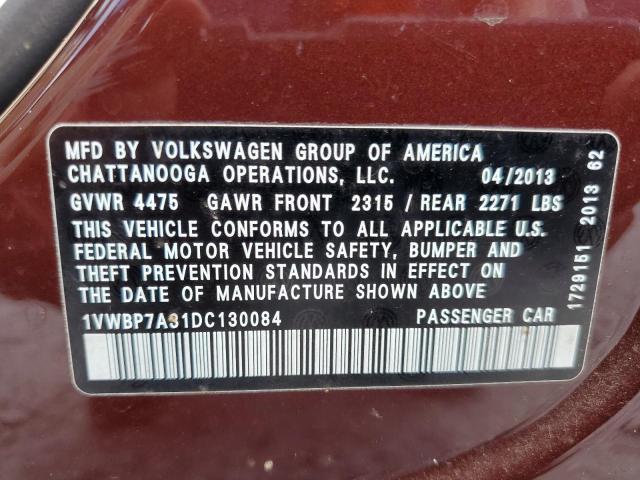 MFD BY VOLKSWAGEN GROUP OF AMERICA
CHATTANOOGA OPERATIONS, LLC. 04/2013
GVWR 4475 GAWR FRONT 2315 / REAR 2271 LBS
THIS VEHICLE CONFORMS TO ALL APPLICABLE U.S.
FEDERAL MOTOR VEHICLE SAFETY, BUMPER AND
THEFT PREVENTION STANDARDS IN EFFECT ON
THE DATE OF MANUFACTURE SHOWN ABOVE
1VWBP7A31DC130084 PASSENGER CAR
1729151 2013 62